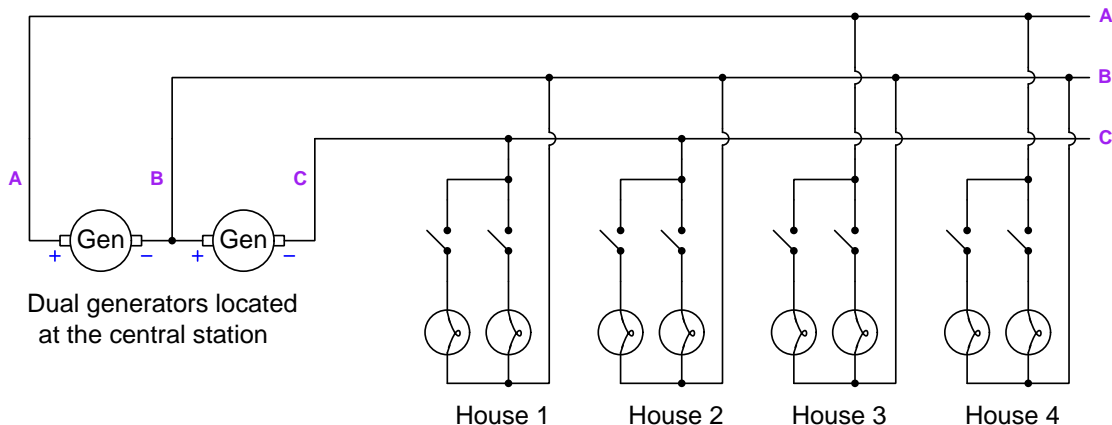 A
B
C
A
B
C
Gen
Gen
+
−
+
−
Dual generators located
at the central station
House 1
House 2
House 3
House 4